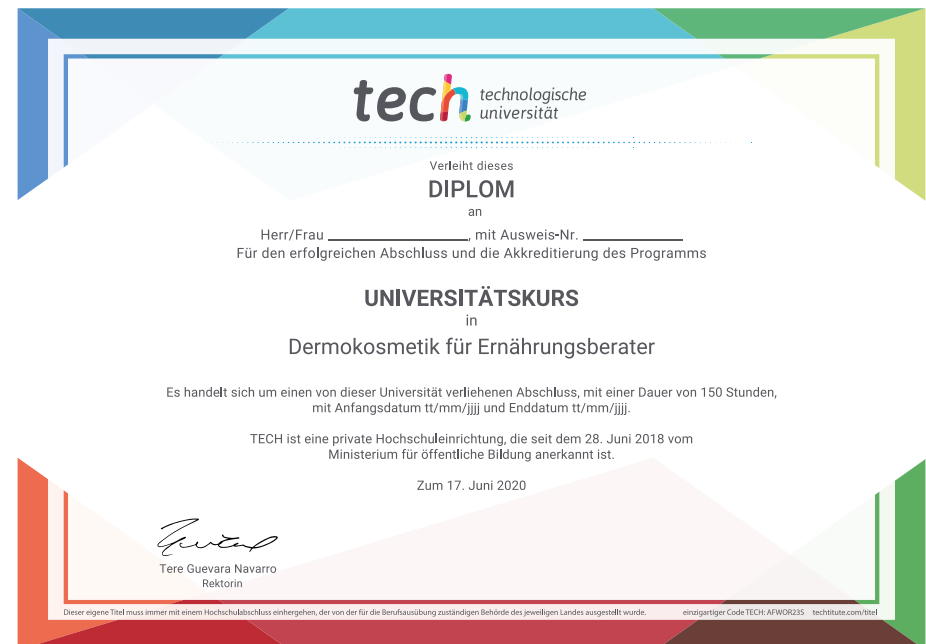 tech technologische
universität
Verleiht dieses
DIPLOM
an
Herr/Frau ____________, mit Ausweis-Nr. ____________
Für den erfolgreichen Abschluss und die Akkreditierung des Programms
UNIVERSITÄTSKURS
in
Dermokosmetik für Ernährungsberater
Es handelt sich um einen von dieser Universität verliehenen Abschluss, mit einer Dauer von 150 Stunden,
mit Anfangsdatum tt/mm/jjjj und Enddatum tt/mm/jjjj.
TECH ist eine private Hochschuleinrichtung, die seit dem 28. Juni 2018 vom
Ministerium für öffentliche Bildung anerkannt ist.
Zum 17. Juni 2020
Tere Guevara Navarro
Rektorin
Dieser eigene Titel muss immer mit einem Hochschulabschluss einhergehen, der von der für die Berufsausübung zuständigen Behörde des jeweiligen Landes ausgestellt wurde. einzigartiger Code TECH: AFWOR23S techtitute.com/titel